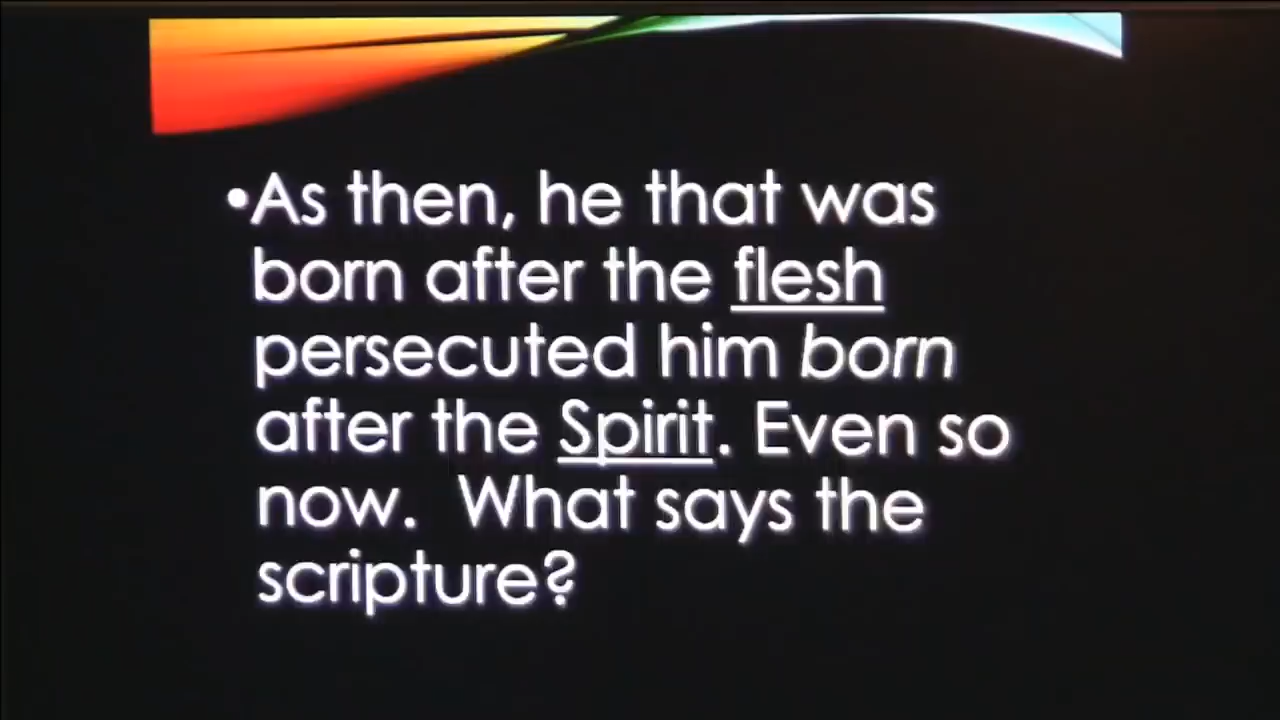 •As then, he that was
born after the flesh
persecuted him born
after the Spirit. Even so
now.  What says the
scripture?